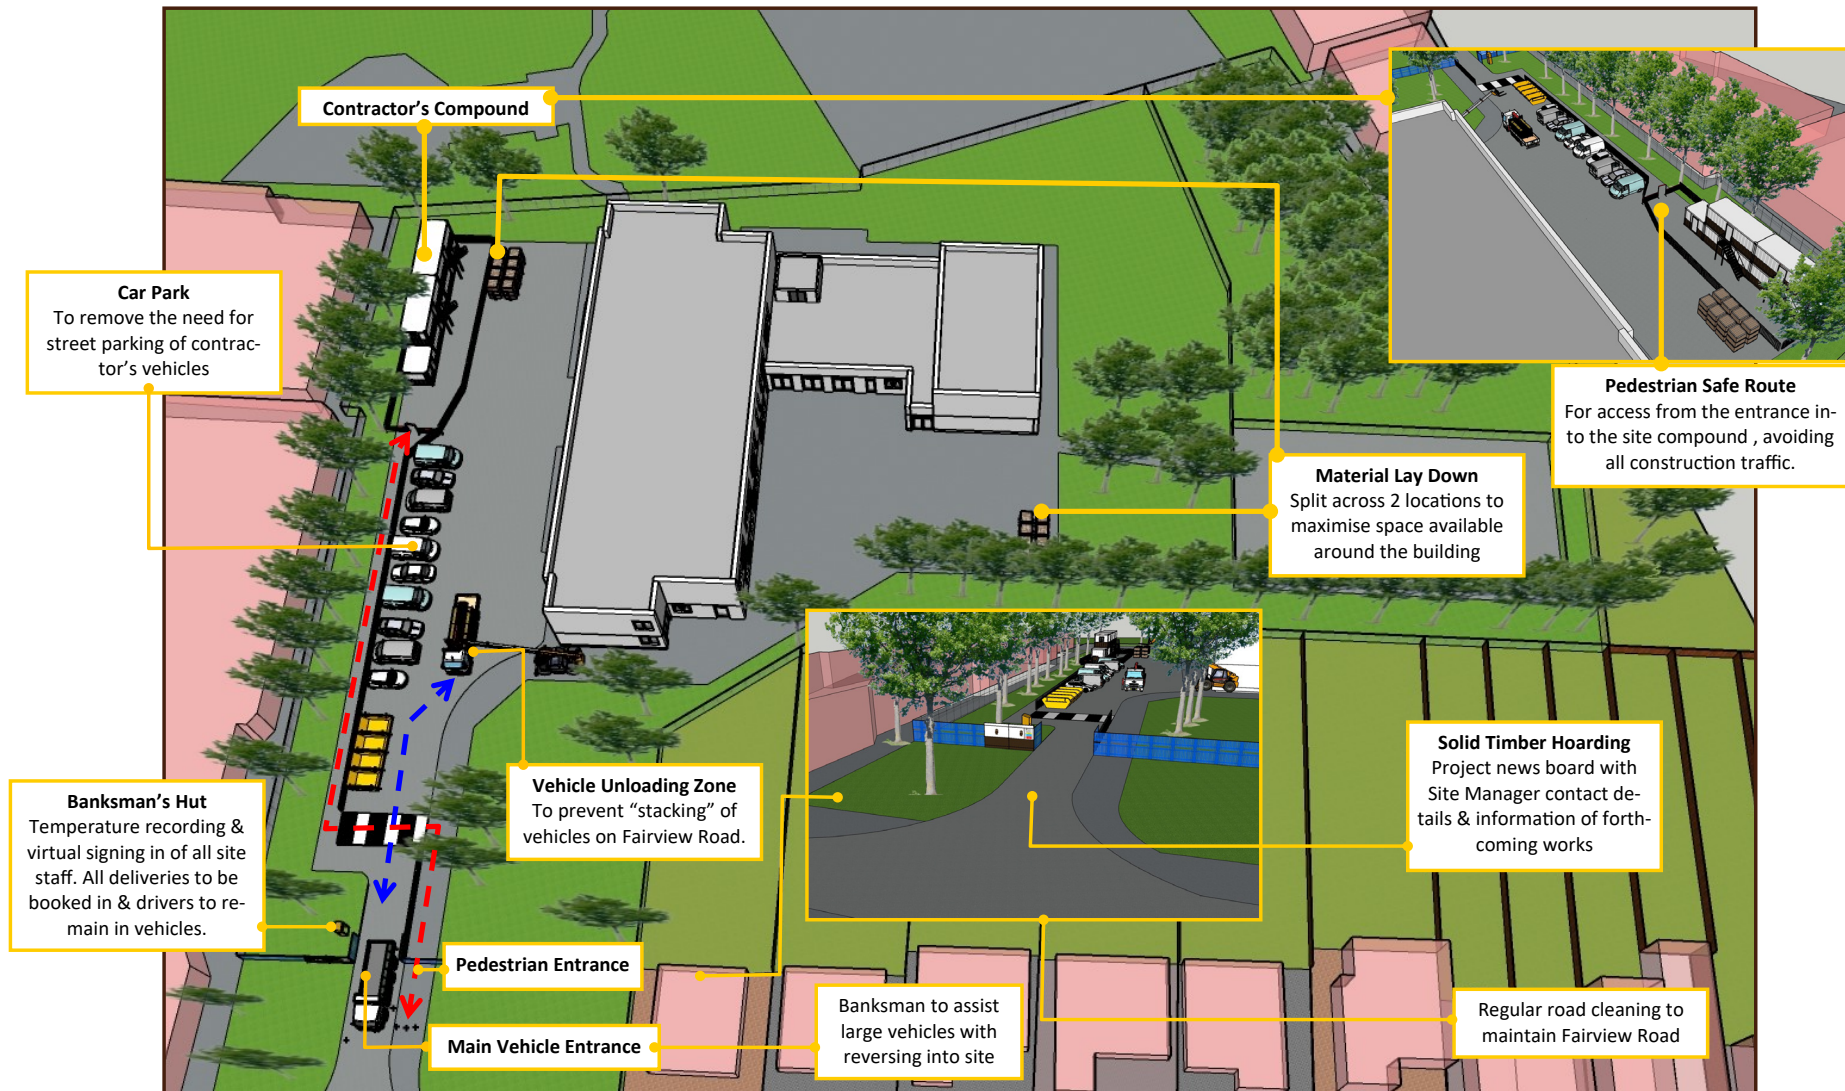 Contractor's Compound
Car Park
To remove the need for
street parking of contrac-
tor's vehicles
Pedestrian Safe Route
For access from the entrance in-
to the site compound , avoiding
all construction traffic.
Material Lay Down
Split across 2 locations to
maximise space available
around the building
Banksman's Hut
Temperature recording &
virtual signing in of all site
staff. All deliveries to be
booked in & drivers to re-
main in vehicles.
Vehicle Unloading Zone
To prevent “stacking” of
vehicles on Fairview Road.
Solid Timber Hoarding
Project news board with
Site Manager contact de-
tails & information of forth-
coming works
Pedestrian Entrance
Main Vehicle Entrance
Banksman to assist
large vehicles with
reversing into site
Regular road cleaning to
maintain Fairview Road